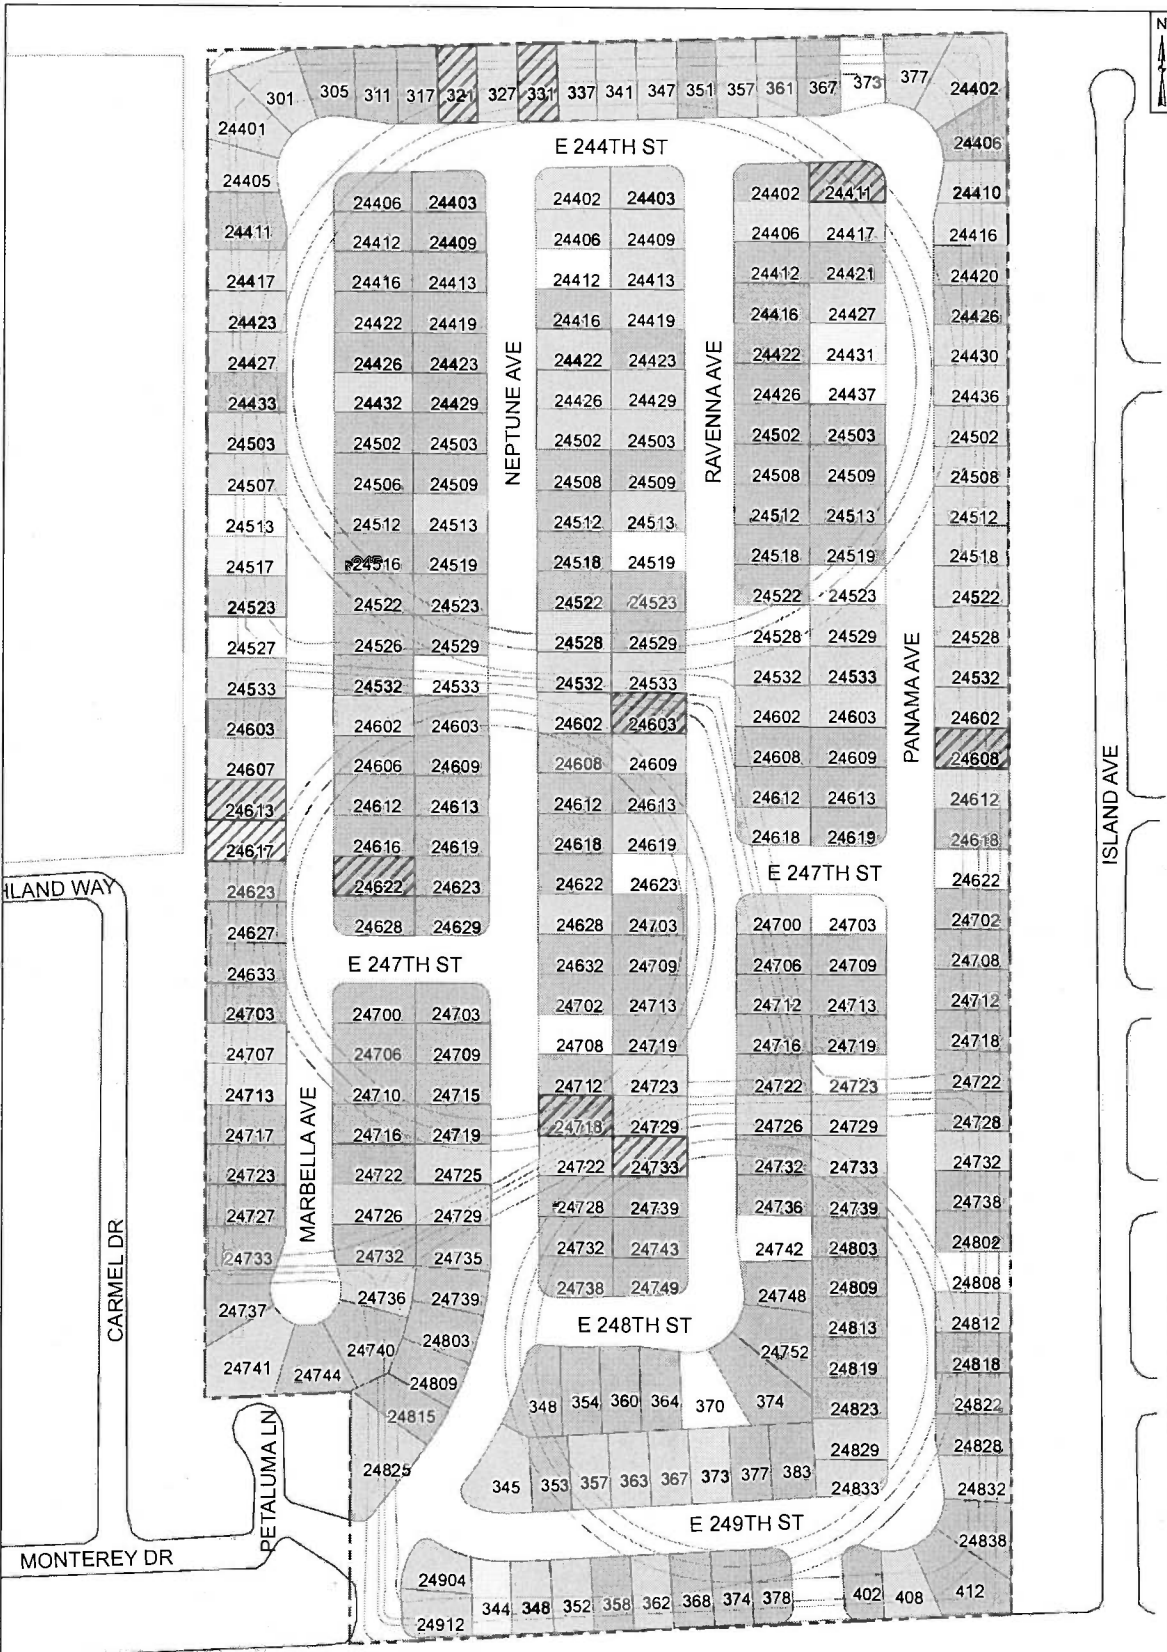 N
301 305 311 317 321 327 331 337 341 347 351 357 361 367 373 377 24402
24401
24406
E 244TH ST
24405
24406 24403 24402 24403 24402 24411 24410
24411 24412 24409 24406 24409 24406 24417 24416
24417 24416 24413 24412 24413 24412 24421 24420
24423 24422 24419 24416 24419 24416 24427 24426
24427 24426 24423 24422 24423 24422 24431 24430
24433 24432 24429 24426 24429 24426 24437 24436
NEPTUNE AVE
RAVENNA AVE
24503 24502 24503 24502 24503 24502 24503 24502
24507 24506 24509 24508 24509 24508 24509 24508
24513 24512 24513 24512 24513 24512 24513 24512
24517 24516 24519 24518 24519 24518 24519 24518
24523 24522 24523 24522 24523 24522 24523 24522
24527 24526 24529 24528 24529 24528 24529 24528
24533 24532 24533 24532 24533 24532 24533 24532
PANAMA AVE
24603 24602 24603 24602 24603 24602 24603 24602
24607 24606 24609 24608 24609 24608 24609 24608
24613 24612 24613 24612 24613 24612 24613 24612
24617 24616 24619 24618 24619 24618 24619 24618
ISLAND AVE
E 247TH ST
HLAND WAY
24623 24622 24623 24622 24623 24622
24627 24628 24629 24628 24703 24700 24703 24702
E 247TH ST
24633 24632 24709 24706 24709 24708
24703 24700 24703 24702 24713 24712 24713 24712
24707 24706 24709 24708 24719 24716 24719 24718
24713 24710 24715 24712 24723 24722 24723 24722
24717 24716 24719 24718 24729 24726 24729 24728
24723 24722 24725 24722 24733 24732 24733 24732
MARBELLA AVE
24727 24726 24729 24728 24739 24736 24739 24738
24733 24732 24735 24732 24743 24742 24803 24802
CARMEL DR
24737 24736 24739 24738 24749 24748 24809 24808
E 248TH ST
24740 24803 24752 24813 24812
24741 24744 24809 24819 24818
348 354 360 364 370 374 24823 24822
24815
PETALUMA LN
24825 24829 24828
345 353 357 363 367 373 377 383 24833 24832
E 249TH ST
24838
MONTEREY DR
24904
344 348 352 358 362 368 374 378 402 408 412
24912